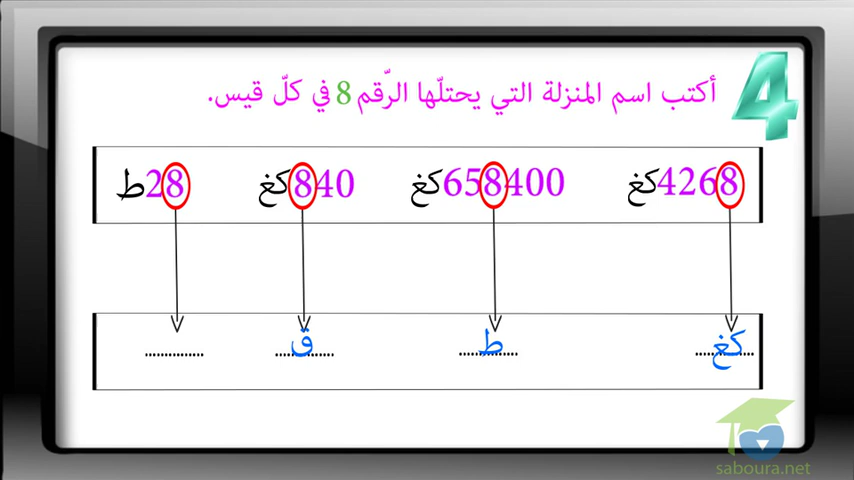 4
أكتب اسم المنزلة التي يحتلّها الرّقم 8 في كلّ قيس.
4268كغ 658400كغ 840كغ 28ط
كغ ط ق ..........
saboura.net